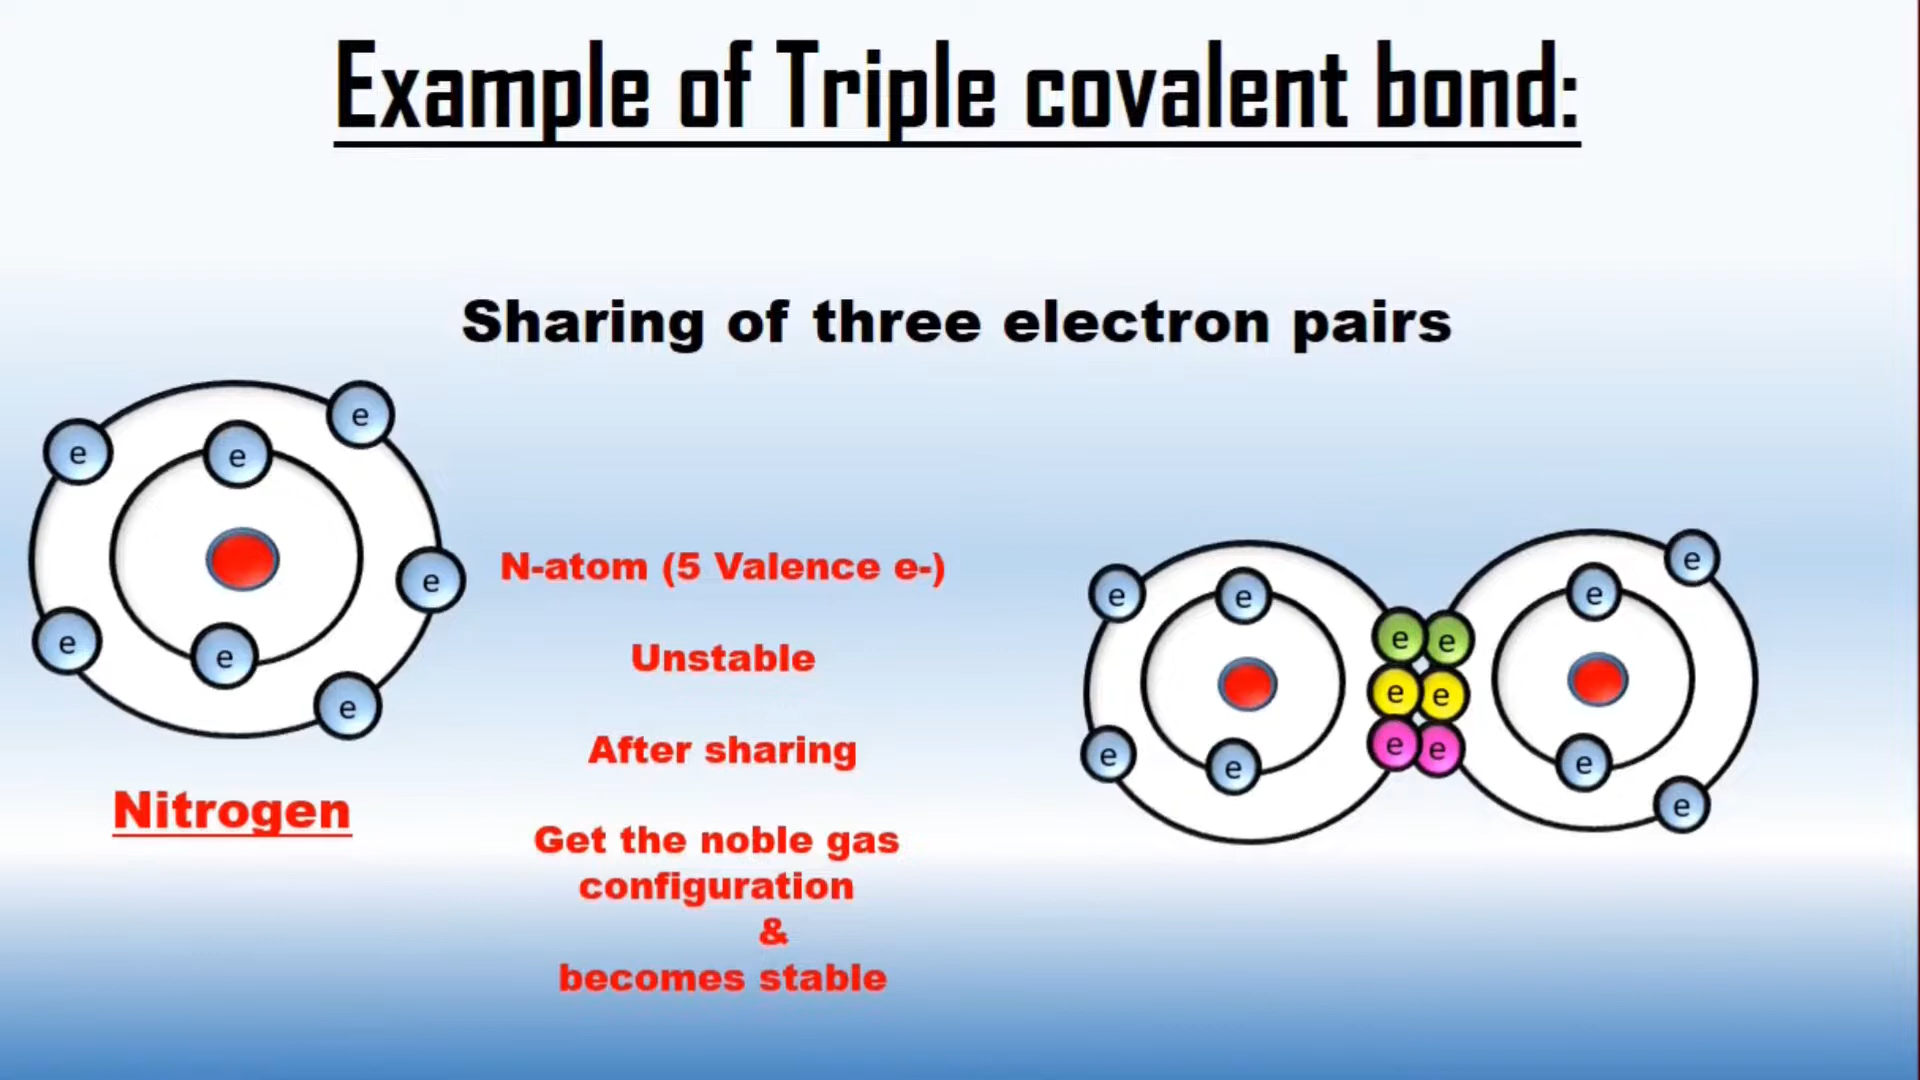 Example of Triple covalent bond:
Sharing of three electron pairs
e
e
e
e
e
e
e
Nitrogen
N-atom (5 Valence e-)
Unstable
After sharing
Get the noble gas
configuration
&
becomes stable
e
e
e
e
e e
e e
e e
e
e
e
e